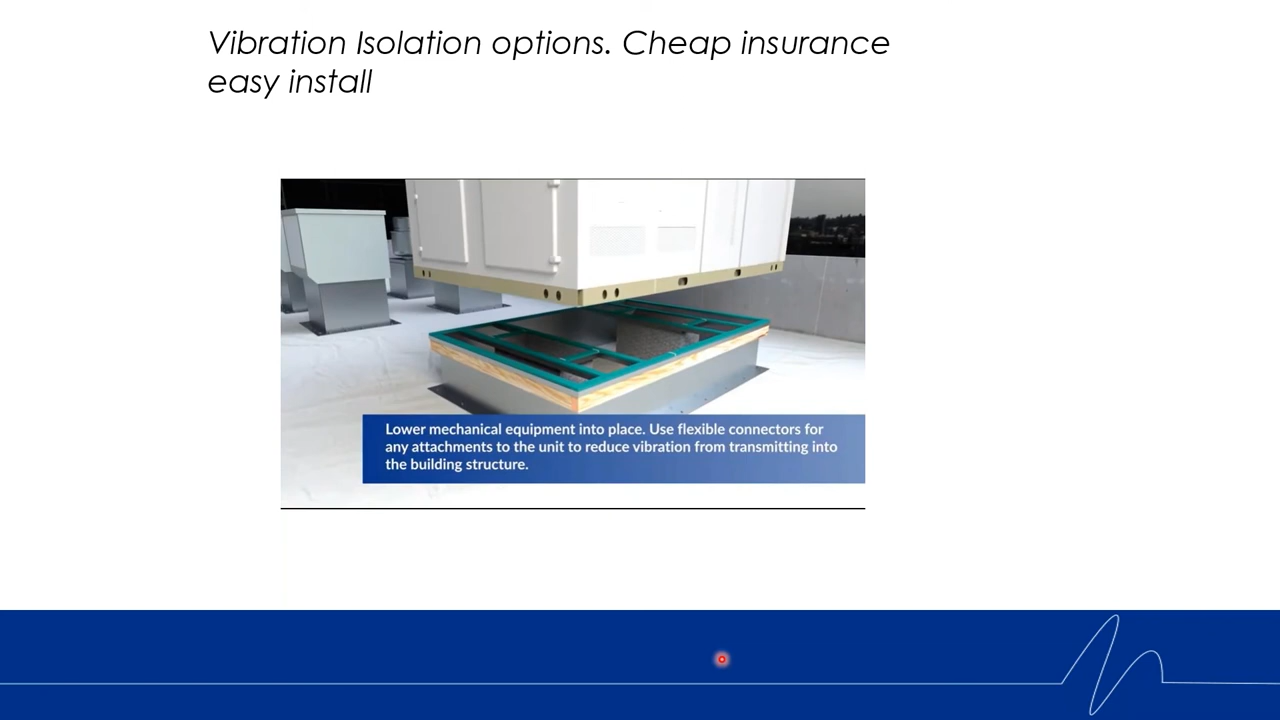 Vibration Isolation options. Cheap insurance
easy install
Lower mechanical equipment into place. Use flexible connectors for
any attachments to the unit to reduce vibration from transmitting into
the building structure.